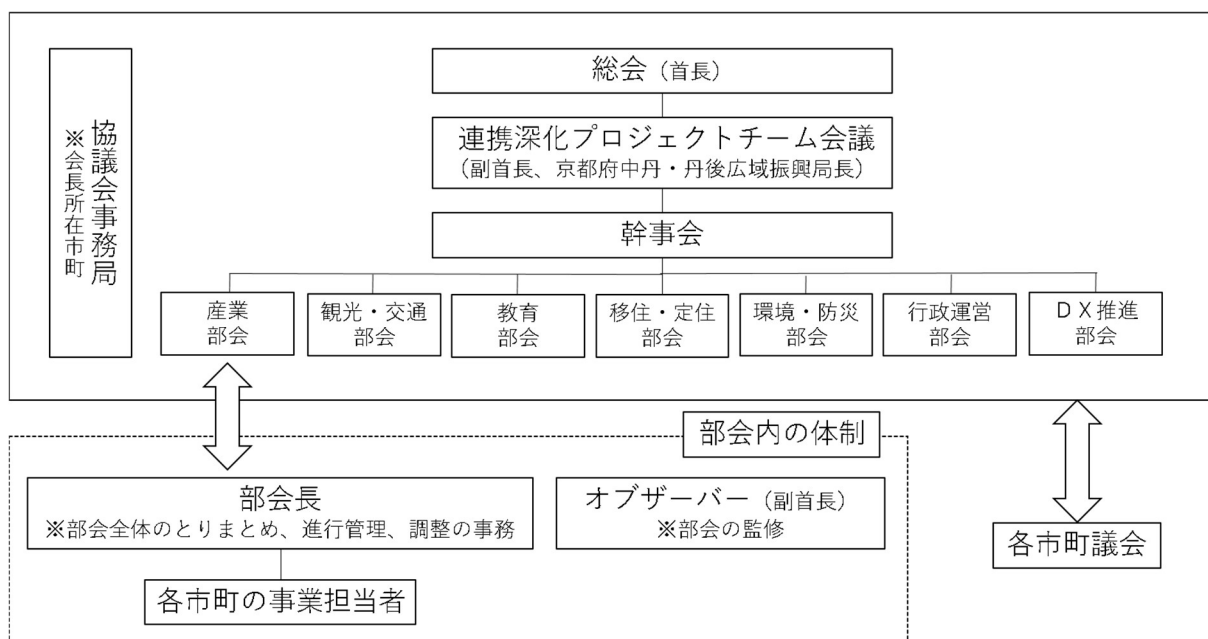 総会（首長）
連携深化プロジェクトチーム会議
（副首長、京都府中丹・丹後広域振興局長）
幹事会
協議会事務局
※会長所在市町
産業
部会
観光・交通
部会
教育
部会
移住・定住
部会
環境・防災
部会
行政運営
部会
ＤＸ推進
部会
部会内の体制
部会長
※部会全体のとりまとめ、進行管理、調整の事務
オブザーバー（副首長）
※部会の監修
各市町の事業担当者
各市町議会